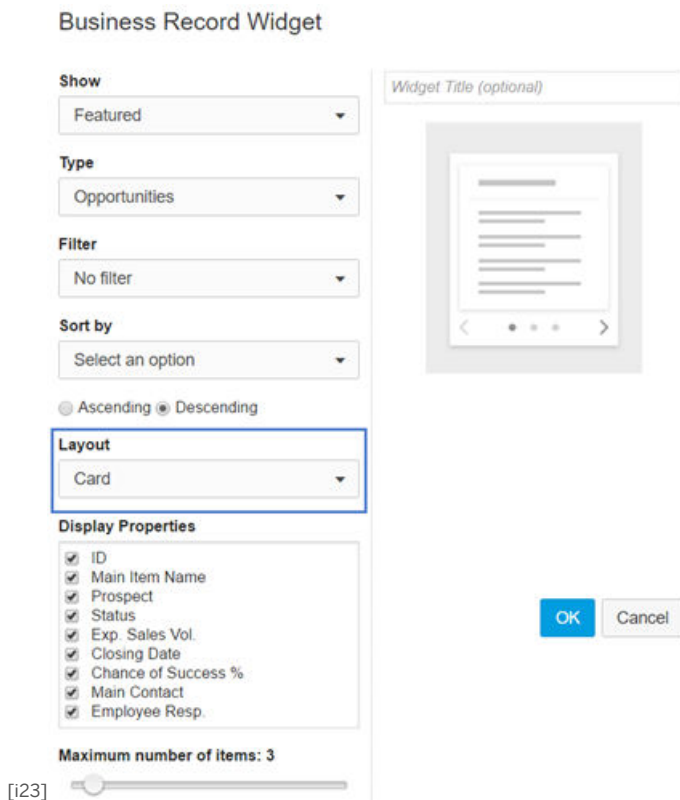 Business Record Widget
Show
Widget Title (optional)
Featured
Type
Opportunities
Filter
No filter
Sort by
Select an option
Ascending Descending
Layout
Card
Display Properties
ID
Main Item Name
Prospect
Status
Exp. Sales Vol.
Closing Date
Chance of Success %
Main Contact
Employee Resp.
OK Cancel
Maximum number of items: 3
[i23]